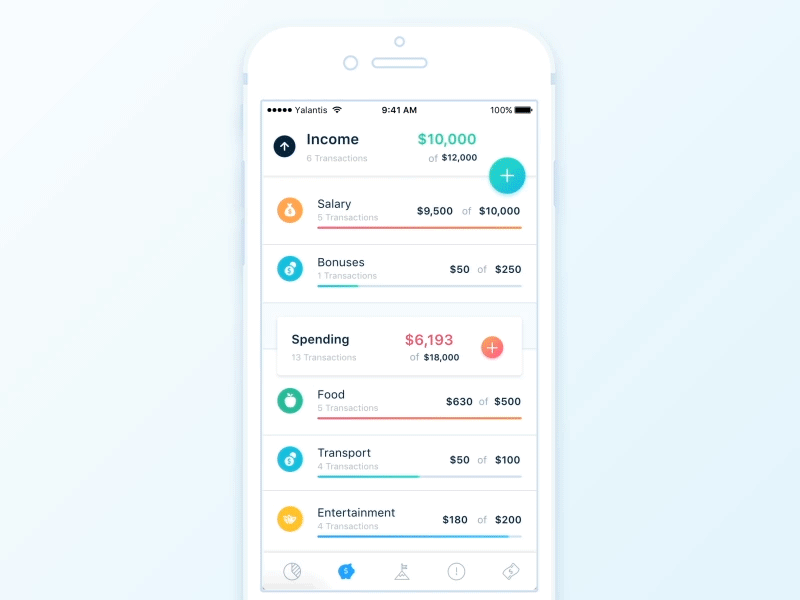 Yalantis 9:41 AM 100%
Income $10,000
6 Transactions of $12,000
Salary
5 Transactions $9,500 of $10,000
Bonuses
1 Transactions $50 of $250
Spending $6,193
13 Transactions of $18,000
Food
5 Transactions $630 of $500
Transport
4 Transactions $50 of $100
Entertainment
4 Transactions $180 of $200